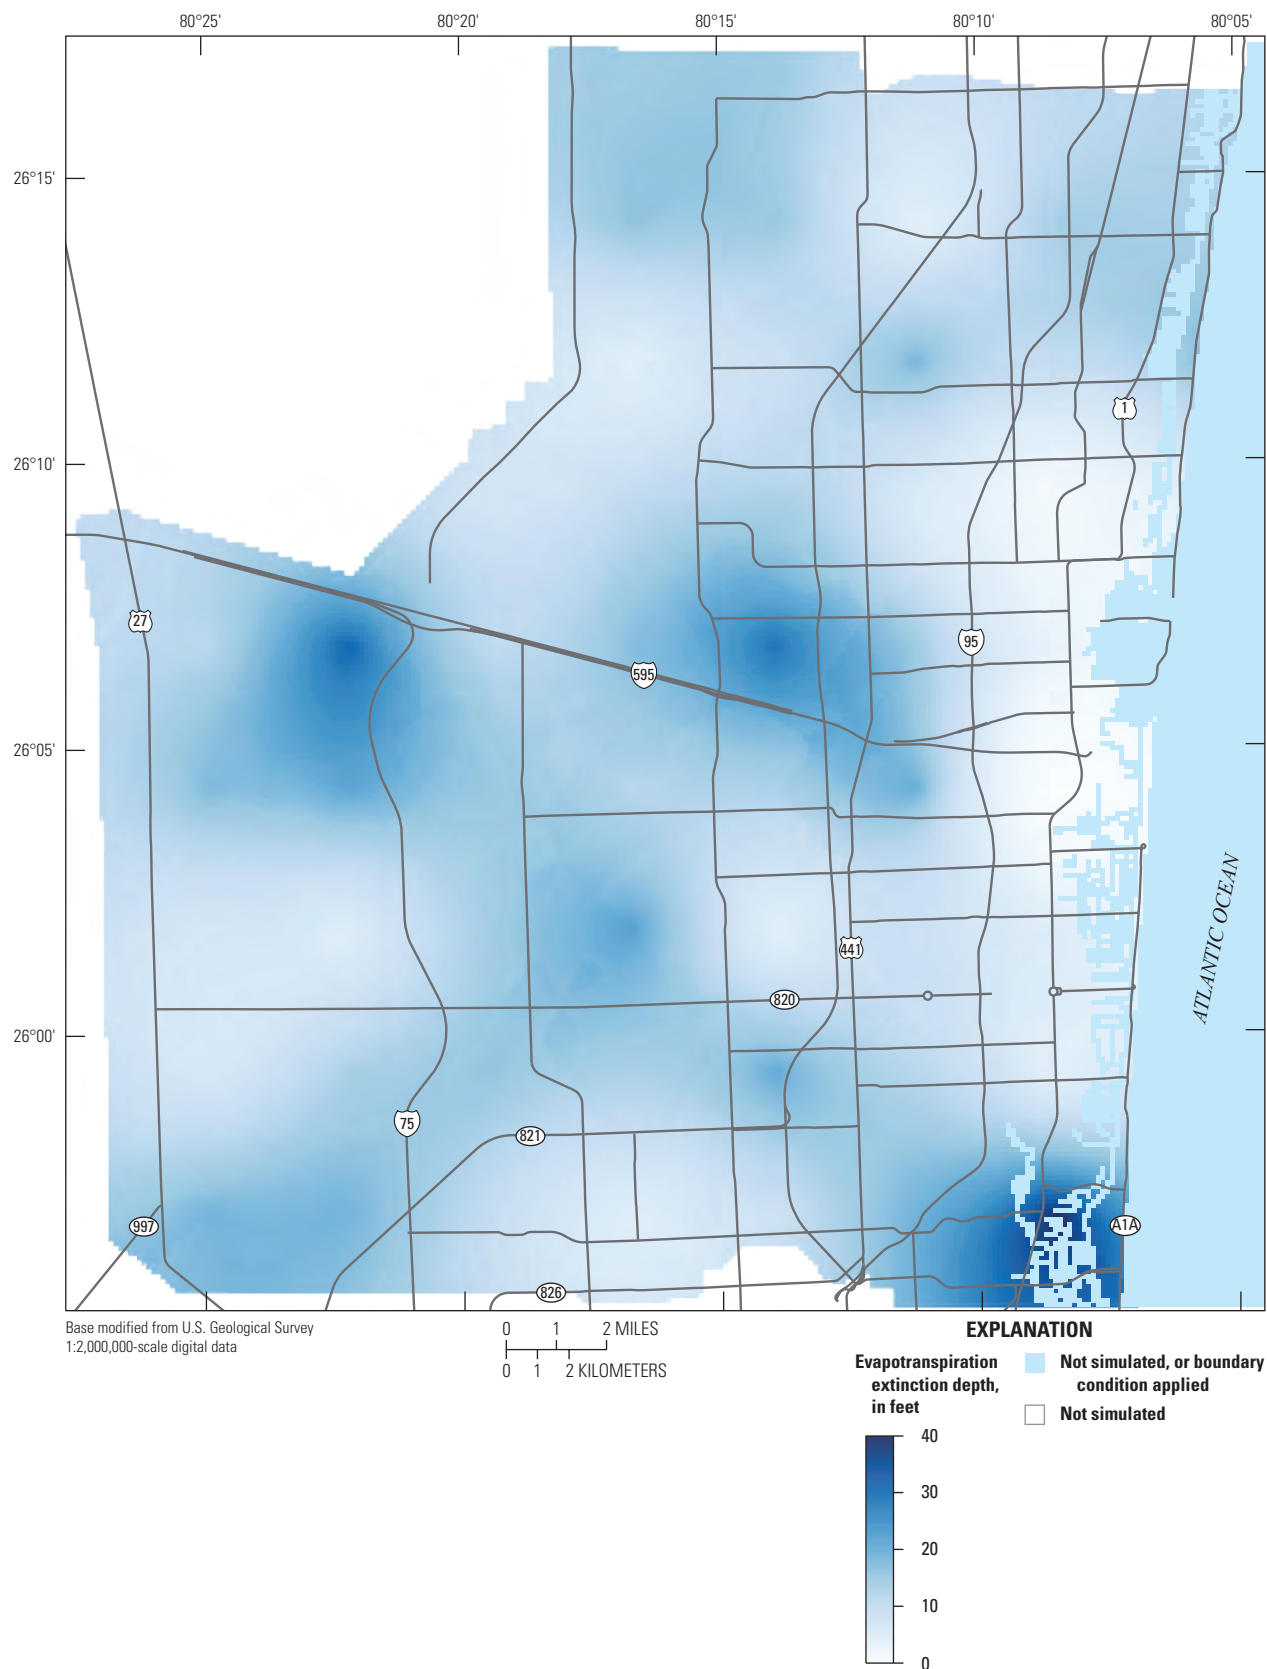 80°25'
80°20'
80°15'
80°10'
80°05'
26°15'
26°10'
26°05'
26°00'
1
27
595
95
441
820
75
821
997
A1A
826
ATLANTIC OCEAN
Base modified from U.S. Geological Survey
1:2,000,000-scale digital data
0 1 2 MILES
0 1 2 KILOMETERS
EXPLANATION
Evapotranspiration
extinction depth,
in feet
40
30
20
10
0
Not simulated, or boundary
condition applied
Not simulated